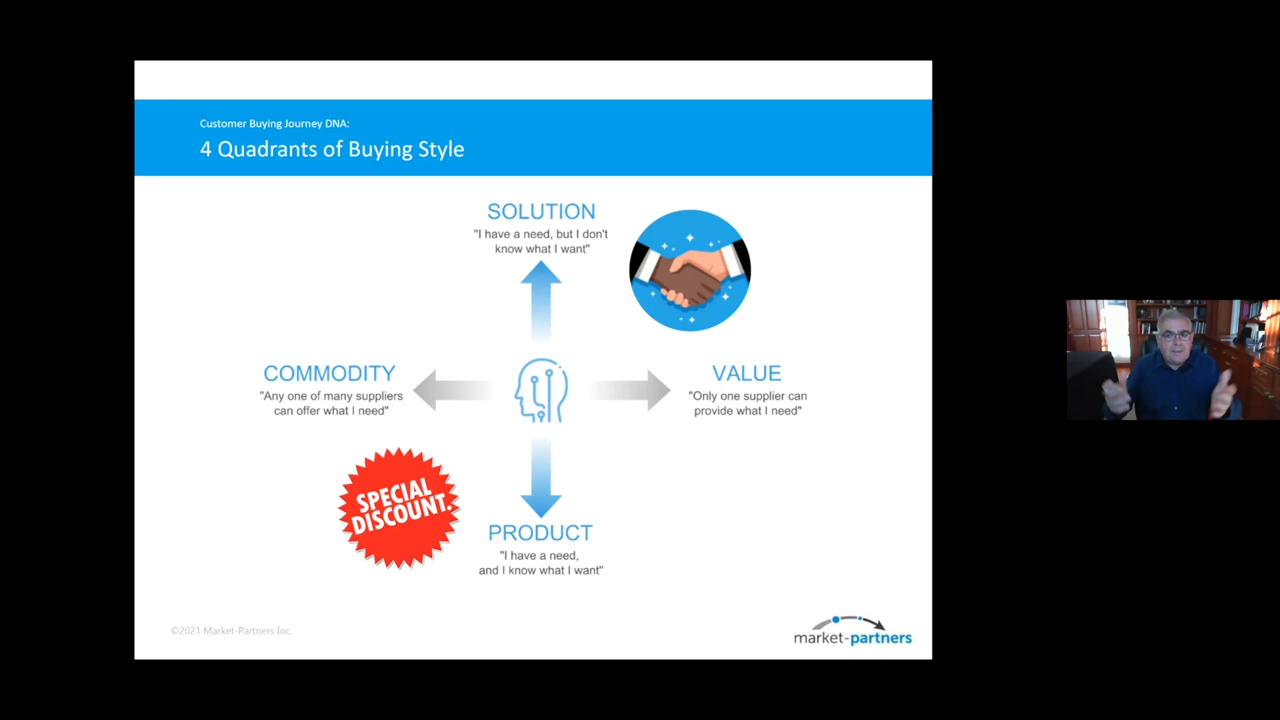 Customer Buying Journey DNA:
4 Quadrants of Buying Style
SOLUTION
"I have a need, but I don't
know what I want"
COMMODITY
"Any one of many suppliers
can offer what I need"
VALUE
"Only one supplier can
provide what I need"
SPECIAL
DISCOUNT.
PRODUCT
"I have a need,
and I know what I want"
©2021 Market-Partners Inc.
market-partners